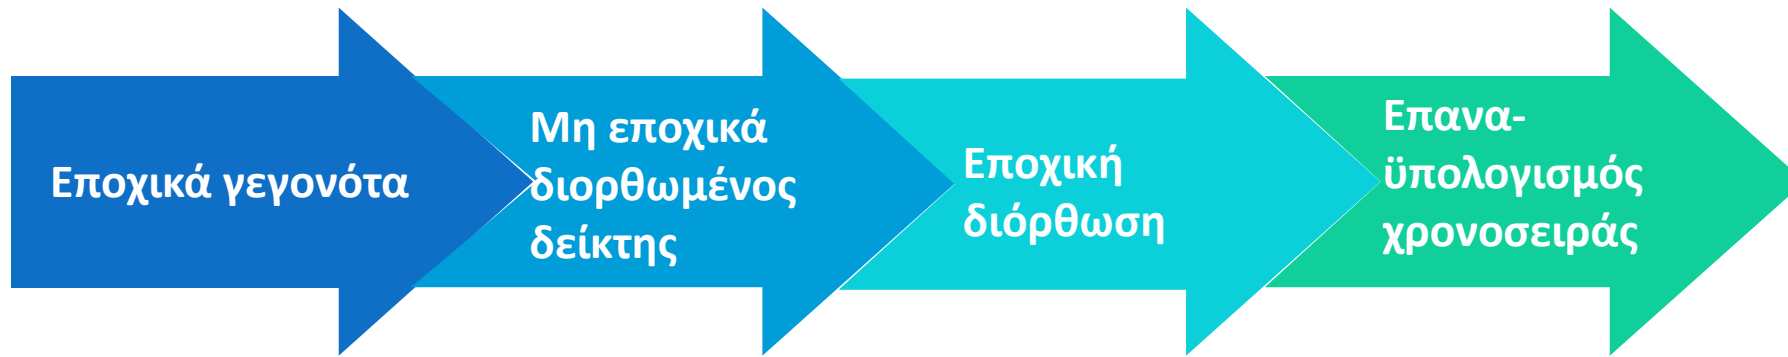 Εποχικά γεγονότα
Μη εποχικά
διορθωμένος
δείκτης
Εποχική
διόρθωση
Επανα-
ϋπολογισμός
χρονοσειράς